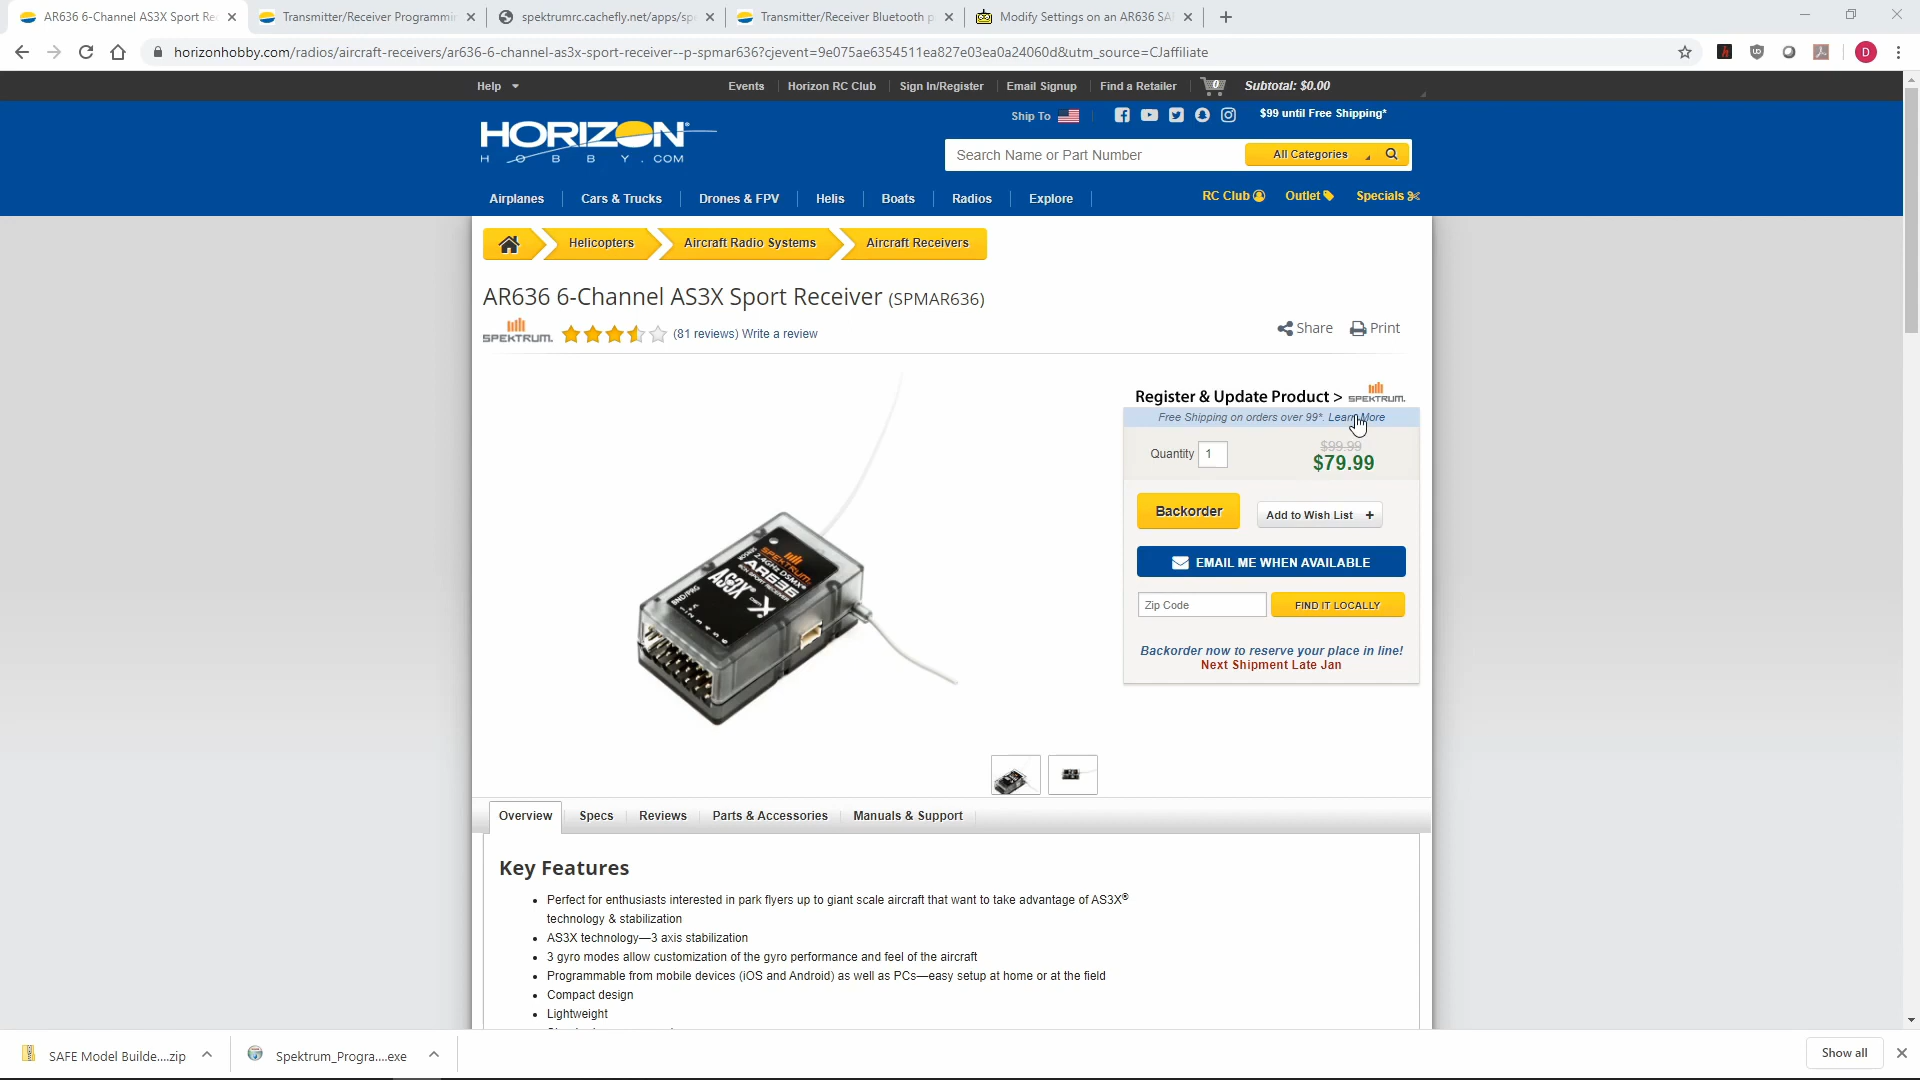 AR636 6-Channel AS3X Sport Re
Transmitter/Receiver Programmin
spektrumrc.cachefly.net/apps/sp
Transmitter/Receiver Bluetooth p
Modify Settings on an AR636 SA
horizonhobby.com/radios/aircraft-receivers/ar636-6-channel-as3x-sport-receiver--p-spmar636?cjevent=9e075ae6354511ea827e03ea0a24060d&utm_source=CJaffiliate
D
Help
Events
Horizon RC Club
Sign In/Register
Email Signup
Find a Retailer
0
Subtotal: $0.00
Ship To
$99 until Free Shipping*
HORIZON
HOBBY.COM
Search Name or Part Number
All Categories
Airplanes
Cars & Trucks
Drones & FPV
Helis
Boats
Radios
Explore
RC Club
Outlet
Specials
Helicopters
Aircraft Radio Systems
Aircraft Receivers
AR636 6-Channel AS3X Sport Receiver (SPMAR636)
SPEKTRUM.
(81 reviews) Write a review
Share
Print
Register & Update Product > SPEKTRUM.
Free Shipping on orders over 99*. Learn More
Quantity
1
$99.99
$79.99
Backorder
Add to Wish List +
EMAIL ME WHEN AVAILABLE
Zip Code
FIND IT LOCALLY
Backorder now to reserve your place in line!
Next Shipment Late Jan
SPEKTRUM
2.4GHz DSMX
AR636
6CH SPORT RECEIVER
AS3X
BND/PRG
Overview
Specs
Reviews
Parts & Accessories
Manuals & Support
Key Features
Perfect for enthusiasts interested in park flyers up to giant scale aircraft that want to take advantage of AS3X®
technology & stabilization
AS3X technology—3 axis stabilization
3 gyro modes allow customization of the gyro performance and feel of the aircraft
Programmable from mobile devices (iOS and Android) as well as PCs—easy setup at home or at the field
Compact design
Lightweight
SAFE Model Builde....zip
Spektrum_Progra....exe
Show all